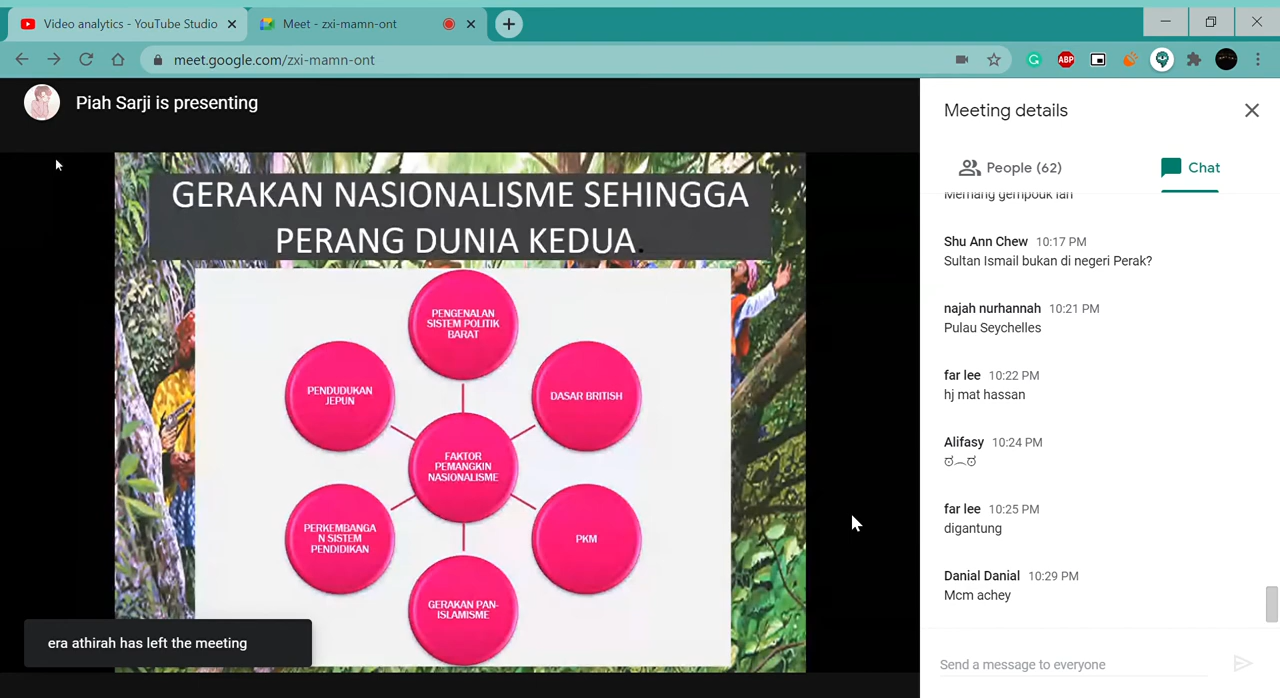 Video analytics - YouTube Studio
Meet - zxi-mamn-ont
meet.google.com/zxi-mamn-ont
ABP
Piah Sarji is presenting
GERAKAN NASIONALISME SEHINGGA
PERANG DUNIA KEDUA.
PENGENALAN
SISTEM POLITIK
BARAT
PENDUDUKAN
JEPUN
DASAR BRITISH
FAKTOR
PEMANGKIN
NASIONALISME
PERKEMBANGA
N SISTEM
PENDIDIKAN
PKM
GERAKAN PAN-
ISLAMISME
era athirah has left the meeting
Meeting details
People (62)
Chat
Memang gempouk lah
Shu Ann Chew 10:17 PM
Sultan Ismail bukan di negeri Perak?
najah nurhannah 10:21 PM
Pulau Seychelles
far lee 10:22 PM
hj mat hassan
Alifasy 10:24 PM
ಠ⁠︵⁠ಠ
far lee 10:25 PM
digantung
Danial Danial 10:29 PM
Mcm achey
Send a message to everyone